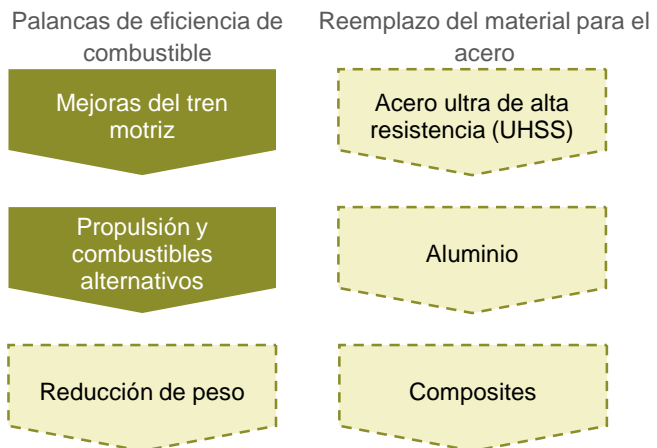 Palancas de eficiencia de
combustible
Mejoras del tren
motriz
Propulsión y
combustibles
alternativos
Reducción de peso
Reemplazo del material para el
acero
Acero ultra de alta
resistencia (UHSS)
Aluminio
Composites